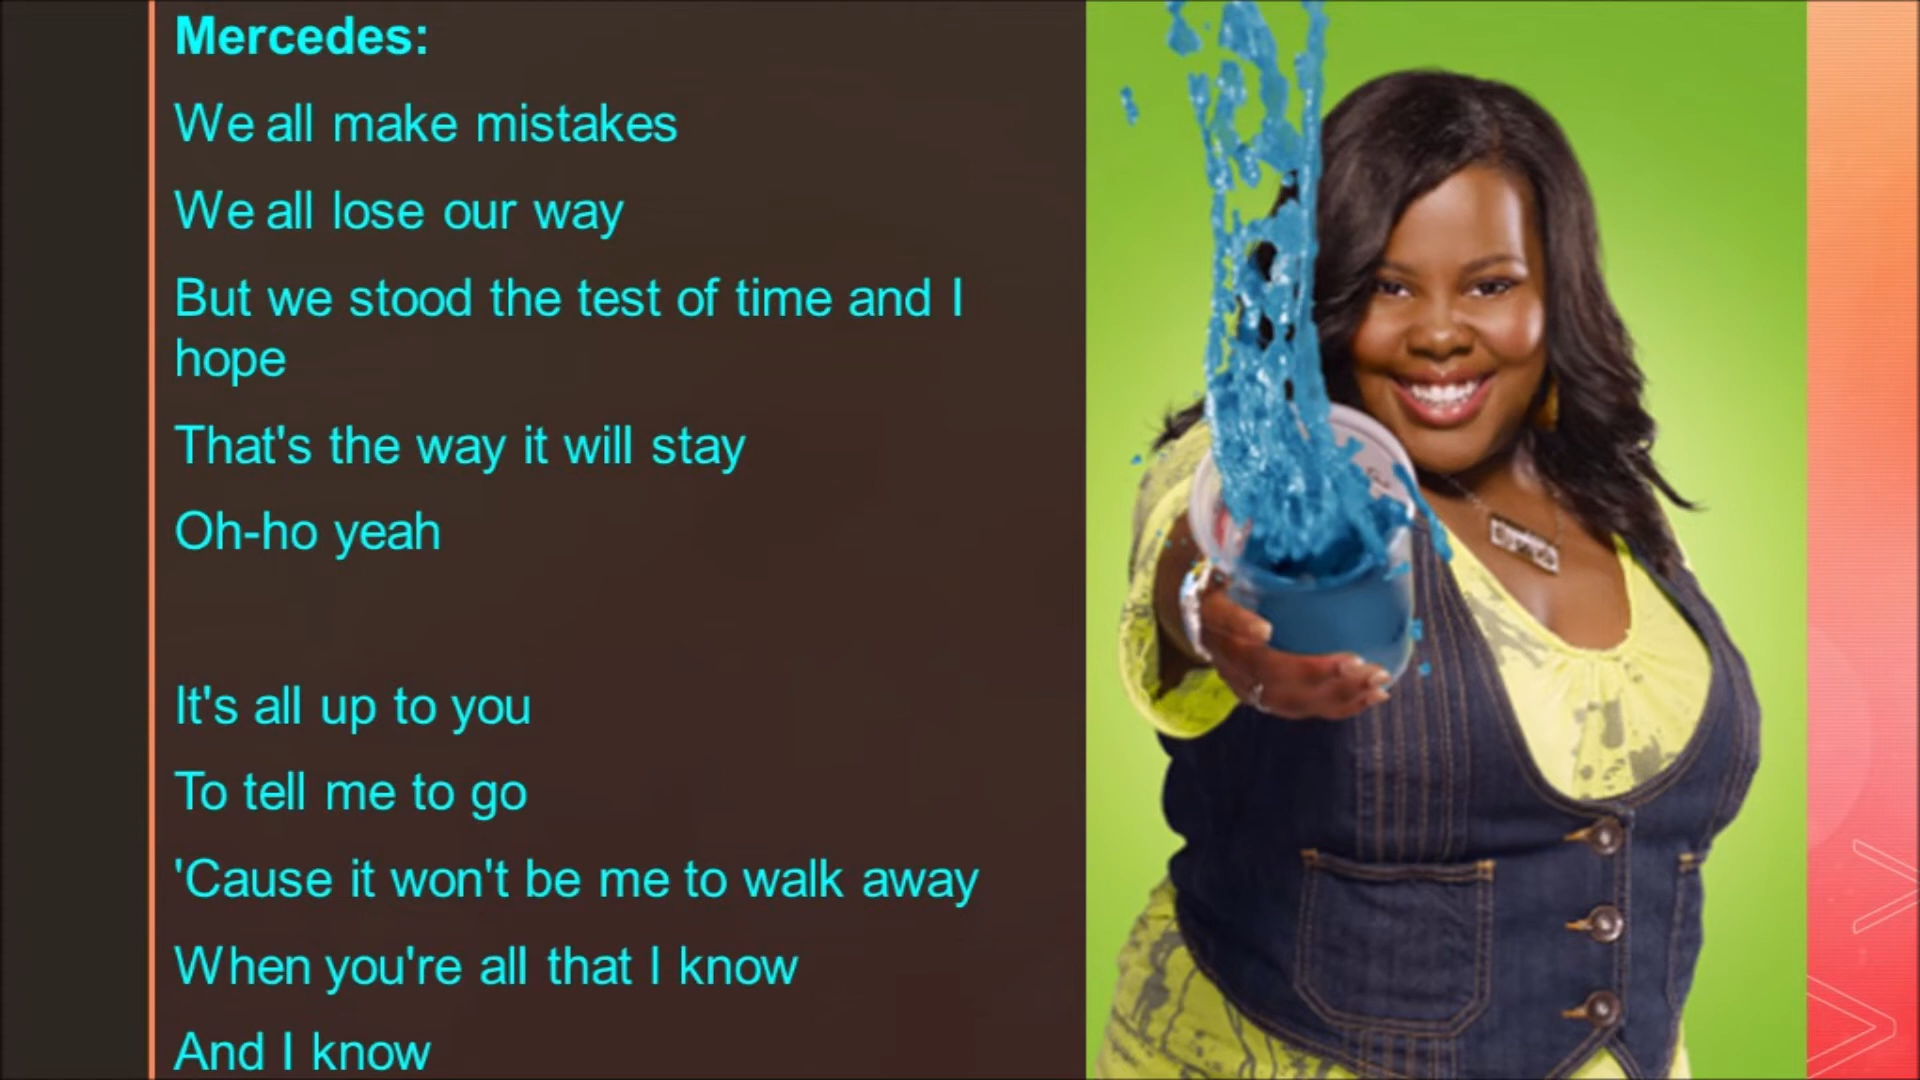 Mercedes:
We all make mistakes
We all lose our way
But we stood the test of time and I
hope
That's the way it will stay
Oh-ho yeah
It's all up to you
To tell me to go
'Cause it won't be me to walk away
When you're all that I know
And I know